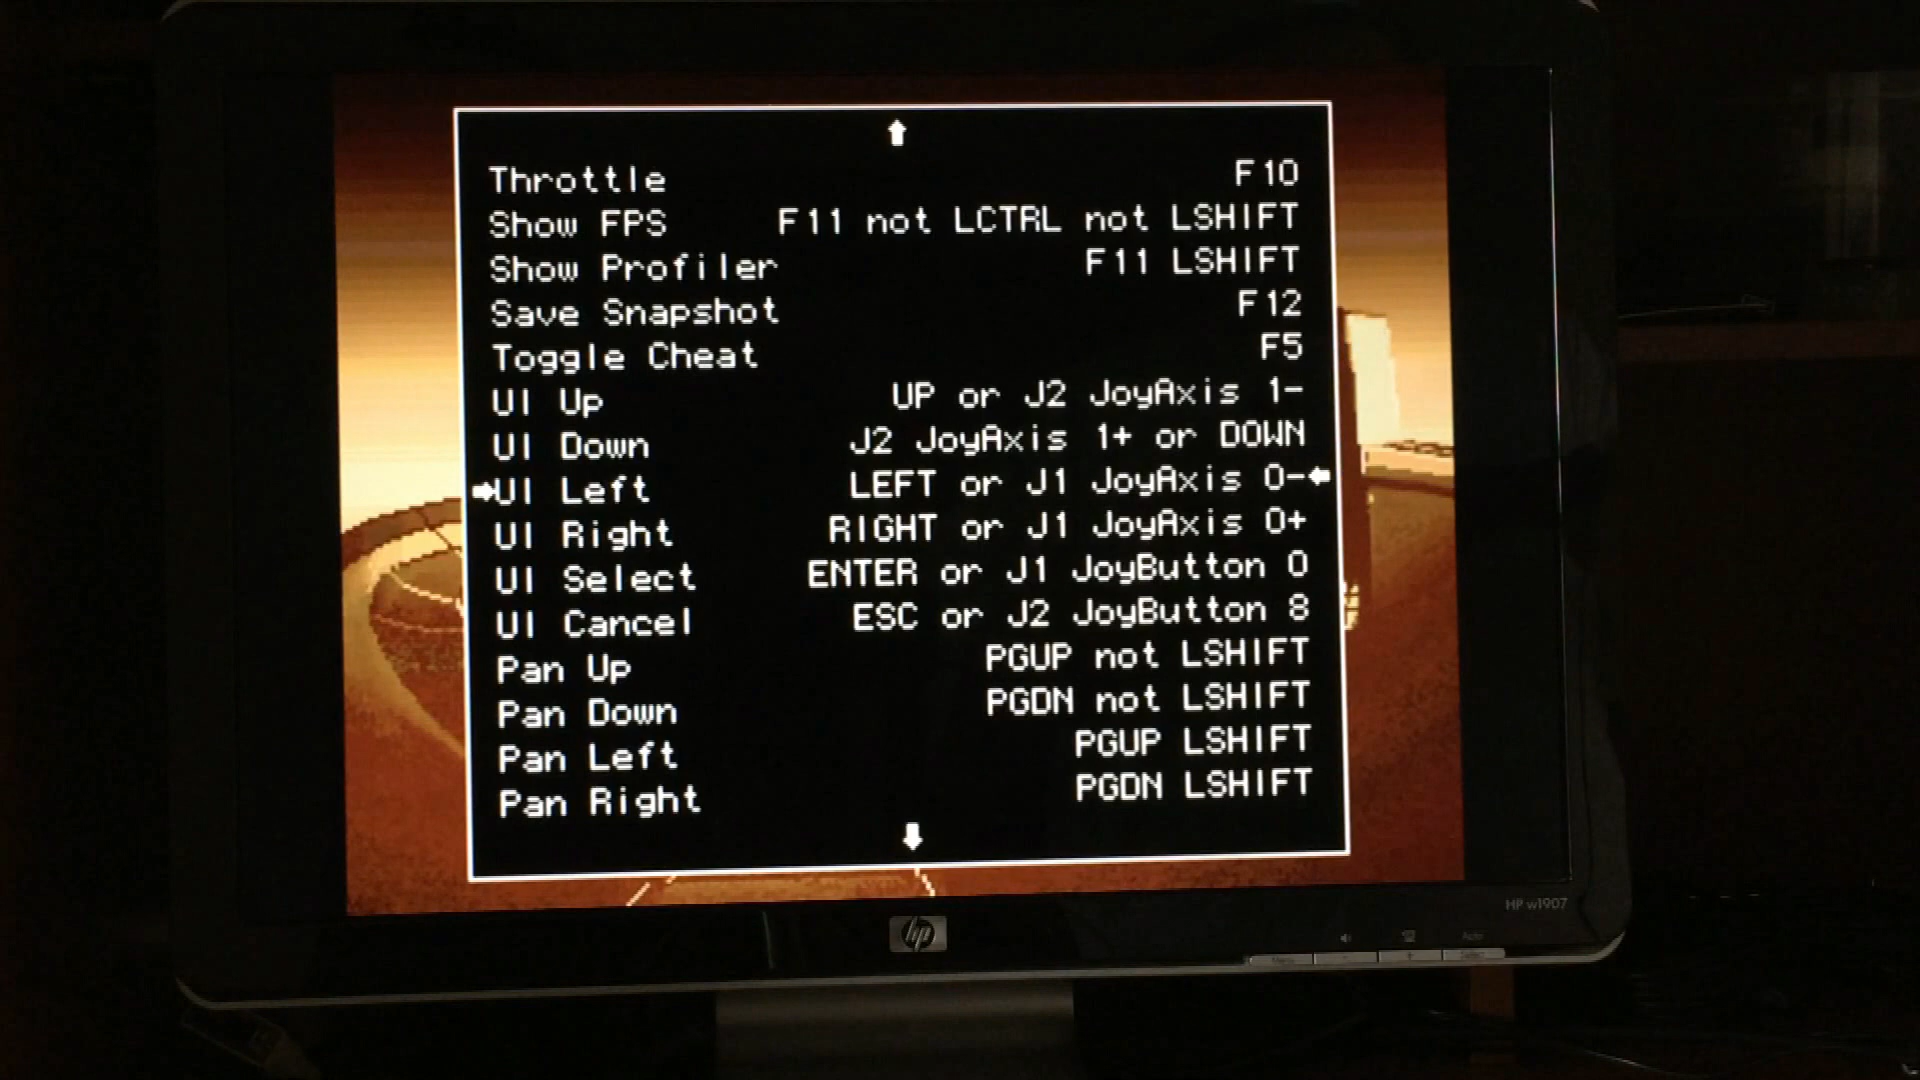 Throttle F10
Show FPS F11 not LCTRL not LSHIFT
Show Profiler F11 LSHIFT
Save Snapshot F12
Toggle Cheat F5
UI Up UP or J2 JoyAxis 1-
UI Down J2 JoyAxis 1+ or DOWN
UI Left LEFT or J1 JoyAxis 0-
UI Right RIGHT or J1 JoyAxis 0+
UI Select ENTER or J1 JoyButton 0
UI Cancel ESC or J2 JoyButton 8
Pan Up PGUP not LSHIFT
Pan Down PGDN not LSHIFT
Pan Left PGUP LSHIFT
Pan Right PGDN LSHIFT
HP w1907
hp
Auto
Menu - + Select